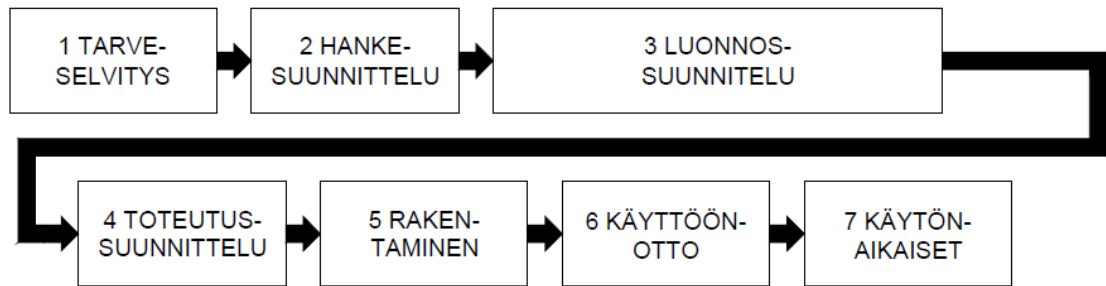 1 TARVE-
SELVITYS
2 HANKE-
SUUNNITTELU
3 LUONNOS-
SUUNNITELU
4 TOTEUTUS-
SUUNNITTELU
5 RAKEN-
TAMINEN
6 KÄYTTÖÖN-
OTTO
7 KÄYTÖN-
AIKAISET